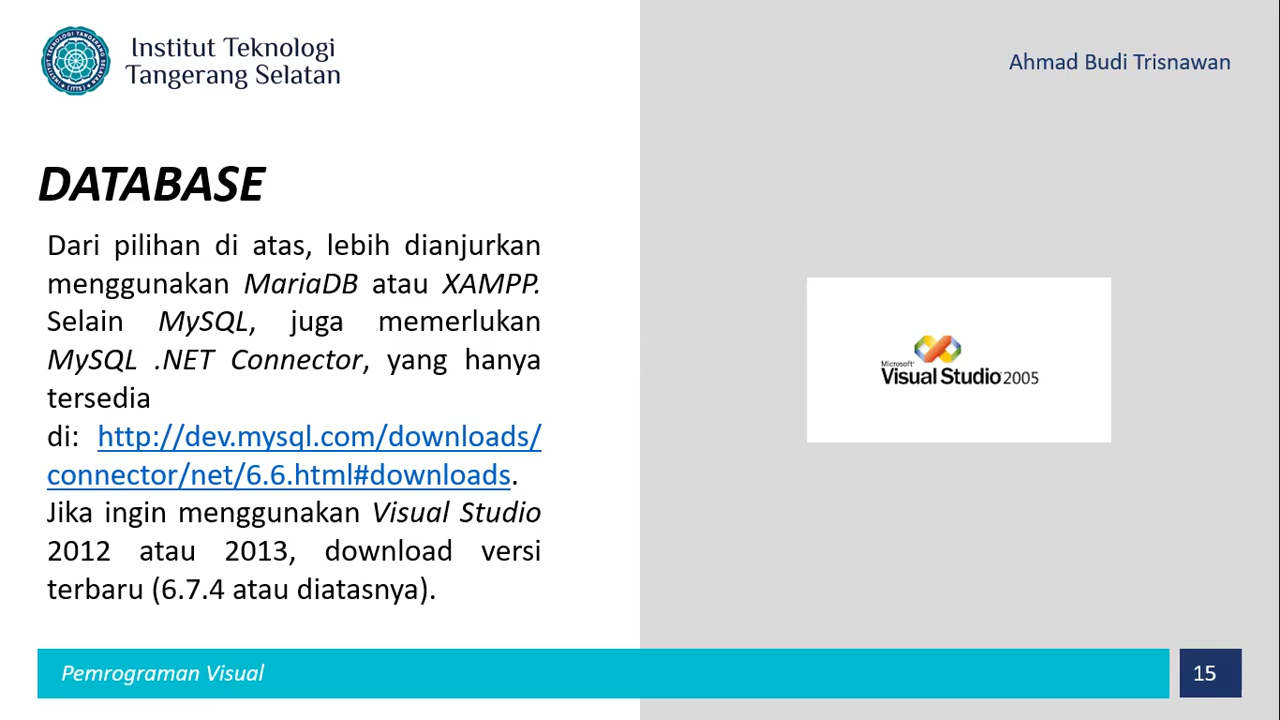 Institut Teknologi
Tangerang Selatan
Ahmad Budi Trisnawan
DATABASE
Dari pilihan di atas, lebih dianjurkan
menggunakan MariaDB atau XAMPP.
Selain MySQL, juga memerlukan
MySQL .NET Connector, yang hanya
tersedia
di: http://dev.mysql.com/downloads/
connector/net/6.6.html#downloads.
Jika ingin menggunakan Visual Studio
2012 atau 2013, download versi
terbaru (6.7.4 atau diatasnya).
Microsoft
Visual Studio 2005
Pemrograman Visual
15